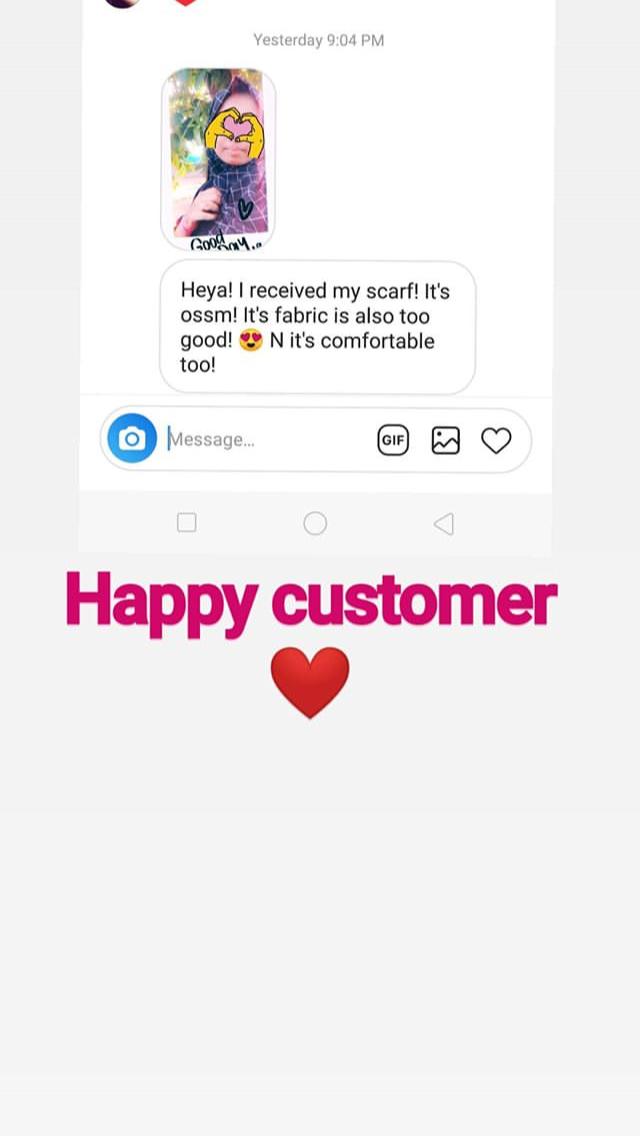 Yesterday 9:04 PM
Good
Day..
Heya! I received my scarf! It's
ossm! It's fabric is also too
good! 😍 N it's comfortable
too!
Message...
GIF
Happy customer
❤️